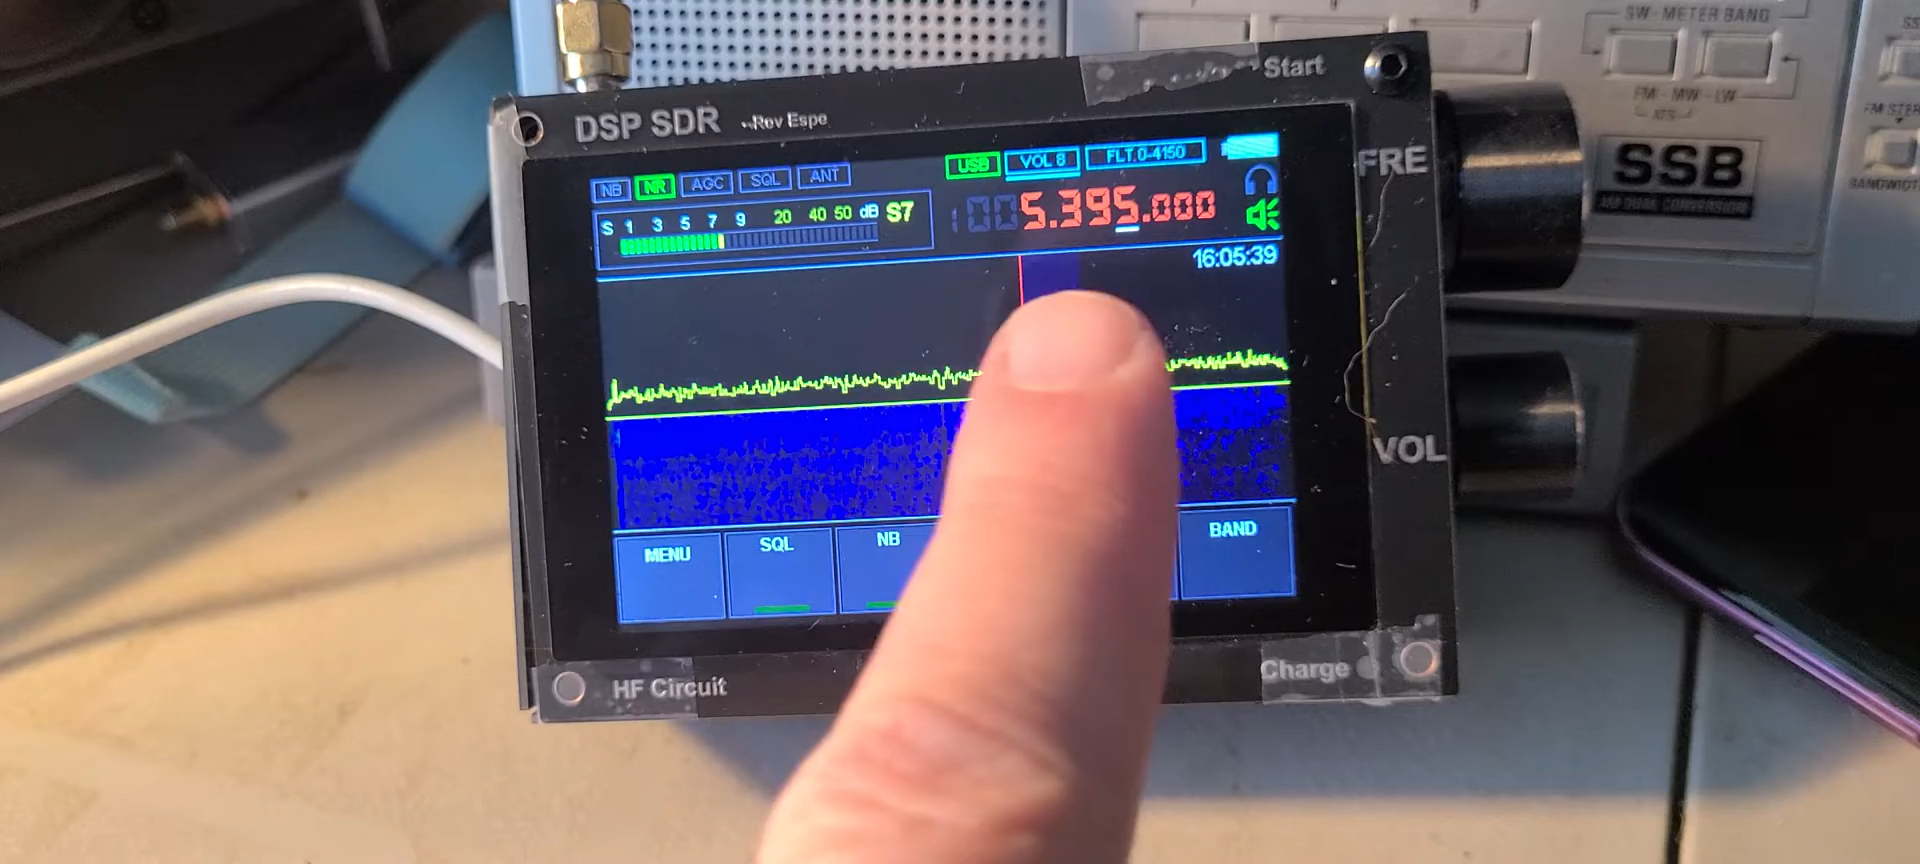 SW-METER BAND
FM-MW-LW
ATS
SSB
Start
DSP SDR
Rev Espe
FRE
USB VOL 8 FLT.0-4150
NB NR AGC SQL ANT
S 1 3 5 7 9 20 40 50 dB S7
5.395.000
16:05:39
VOL
MENU SQL NB BAND
HF Circuit
Charge